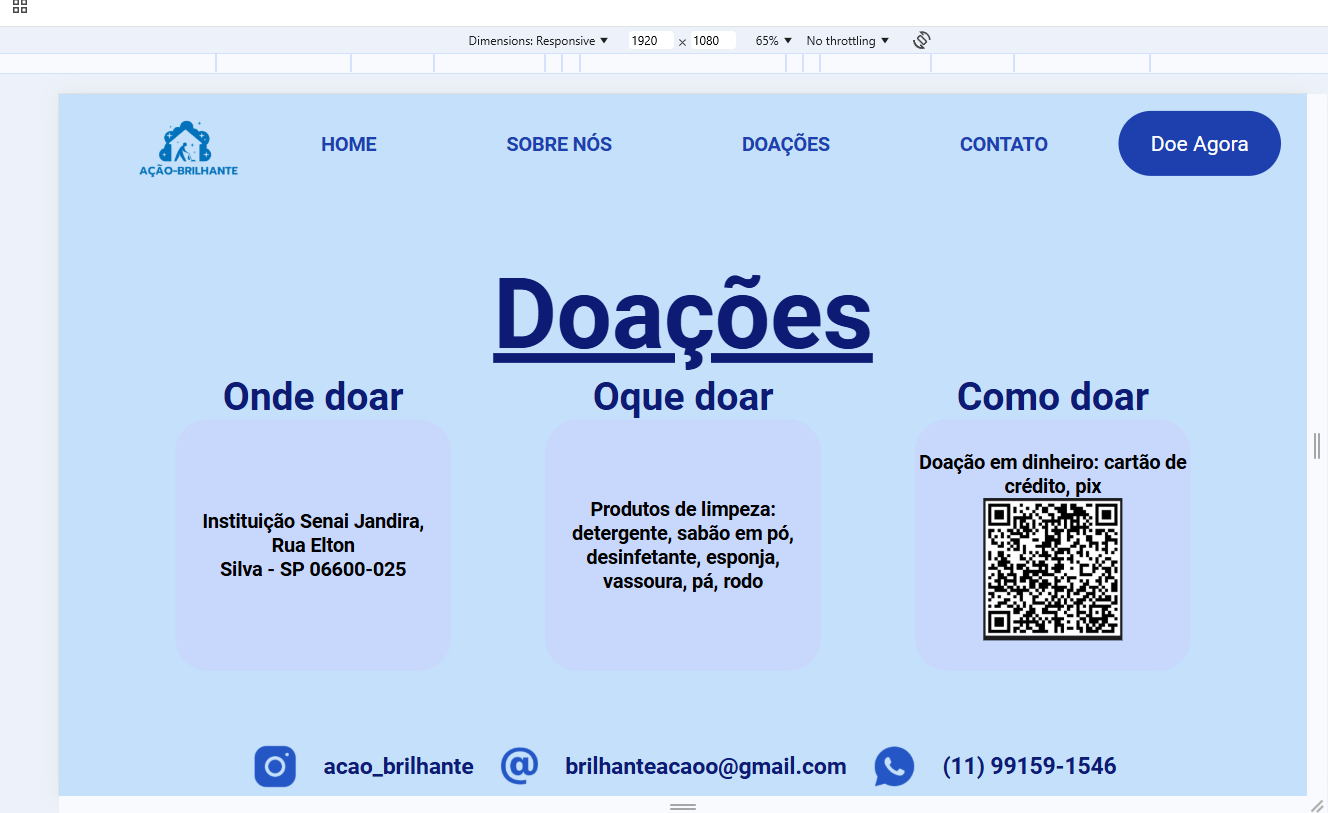 Dimensions: Responsive 1920 × 1080 65% No throttling
AÇÃO-BRILHANTE
HOME SOBRE NÓS DOAÇÕES CONTATO Doe Agora
Doações
Onde doar
Instituição Senai Jandira,
Rua Elton
Silva - SP 06600-025
Oque doar
Produtos de limpeza:
detergente, sabão em pó,
desinfetante, esponja,
vassoura, pá, rodo
Como doar
Doação em dinheiro: cartão de
crédito, pix
acao_brilhante @ brilhanteacaoo@gmail.com (11) 99159-1546